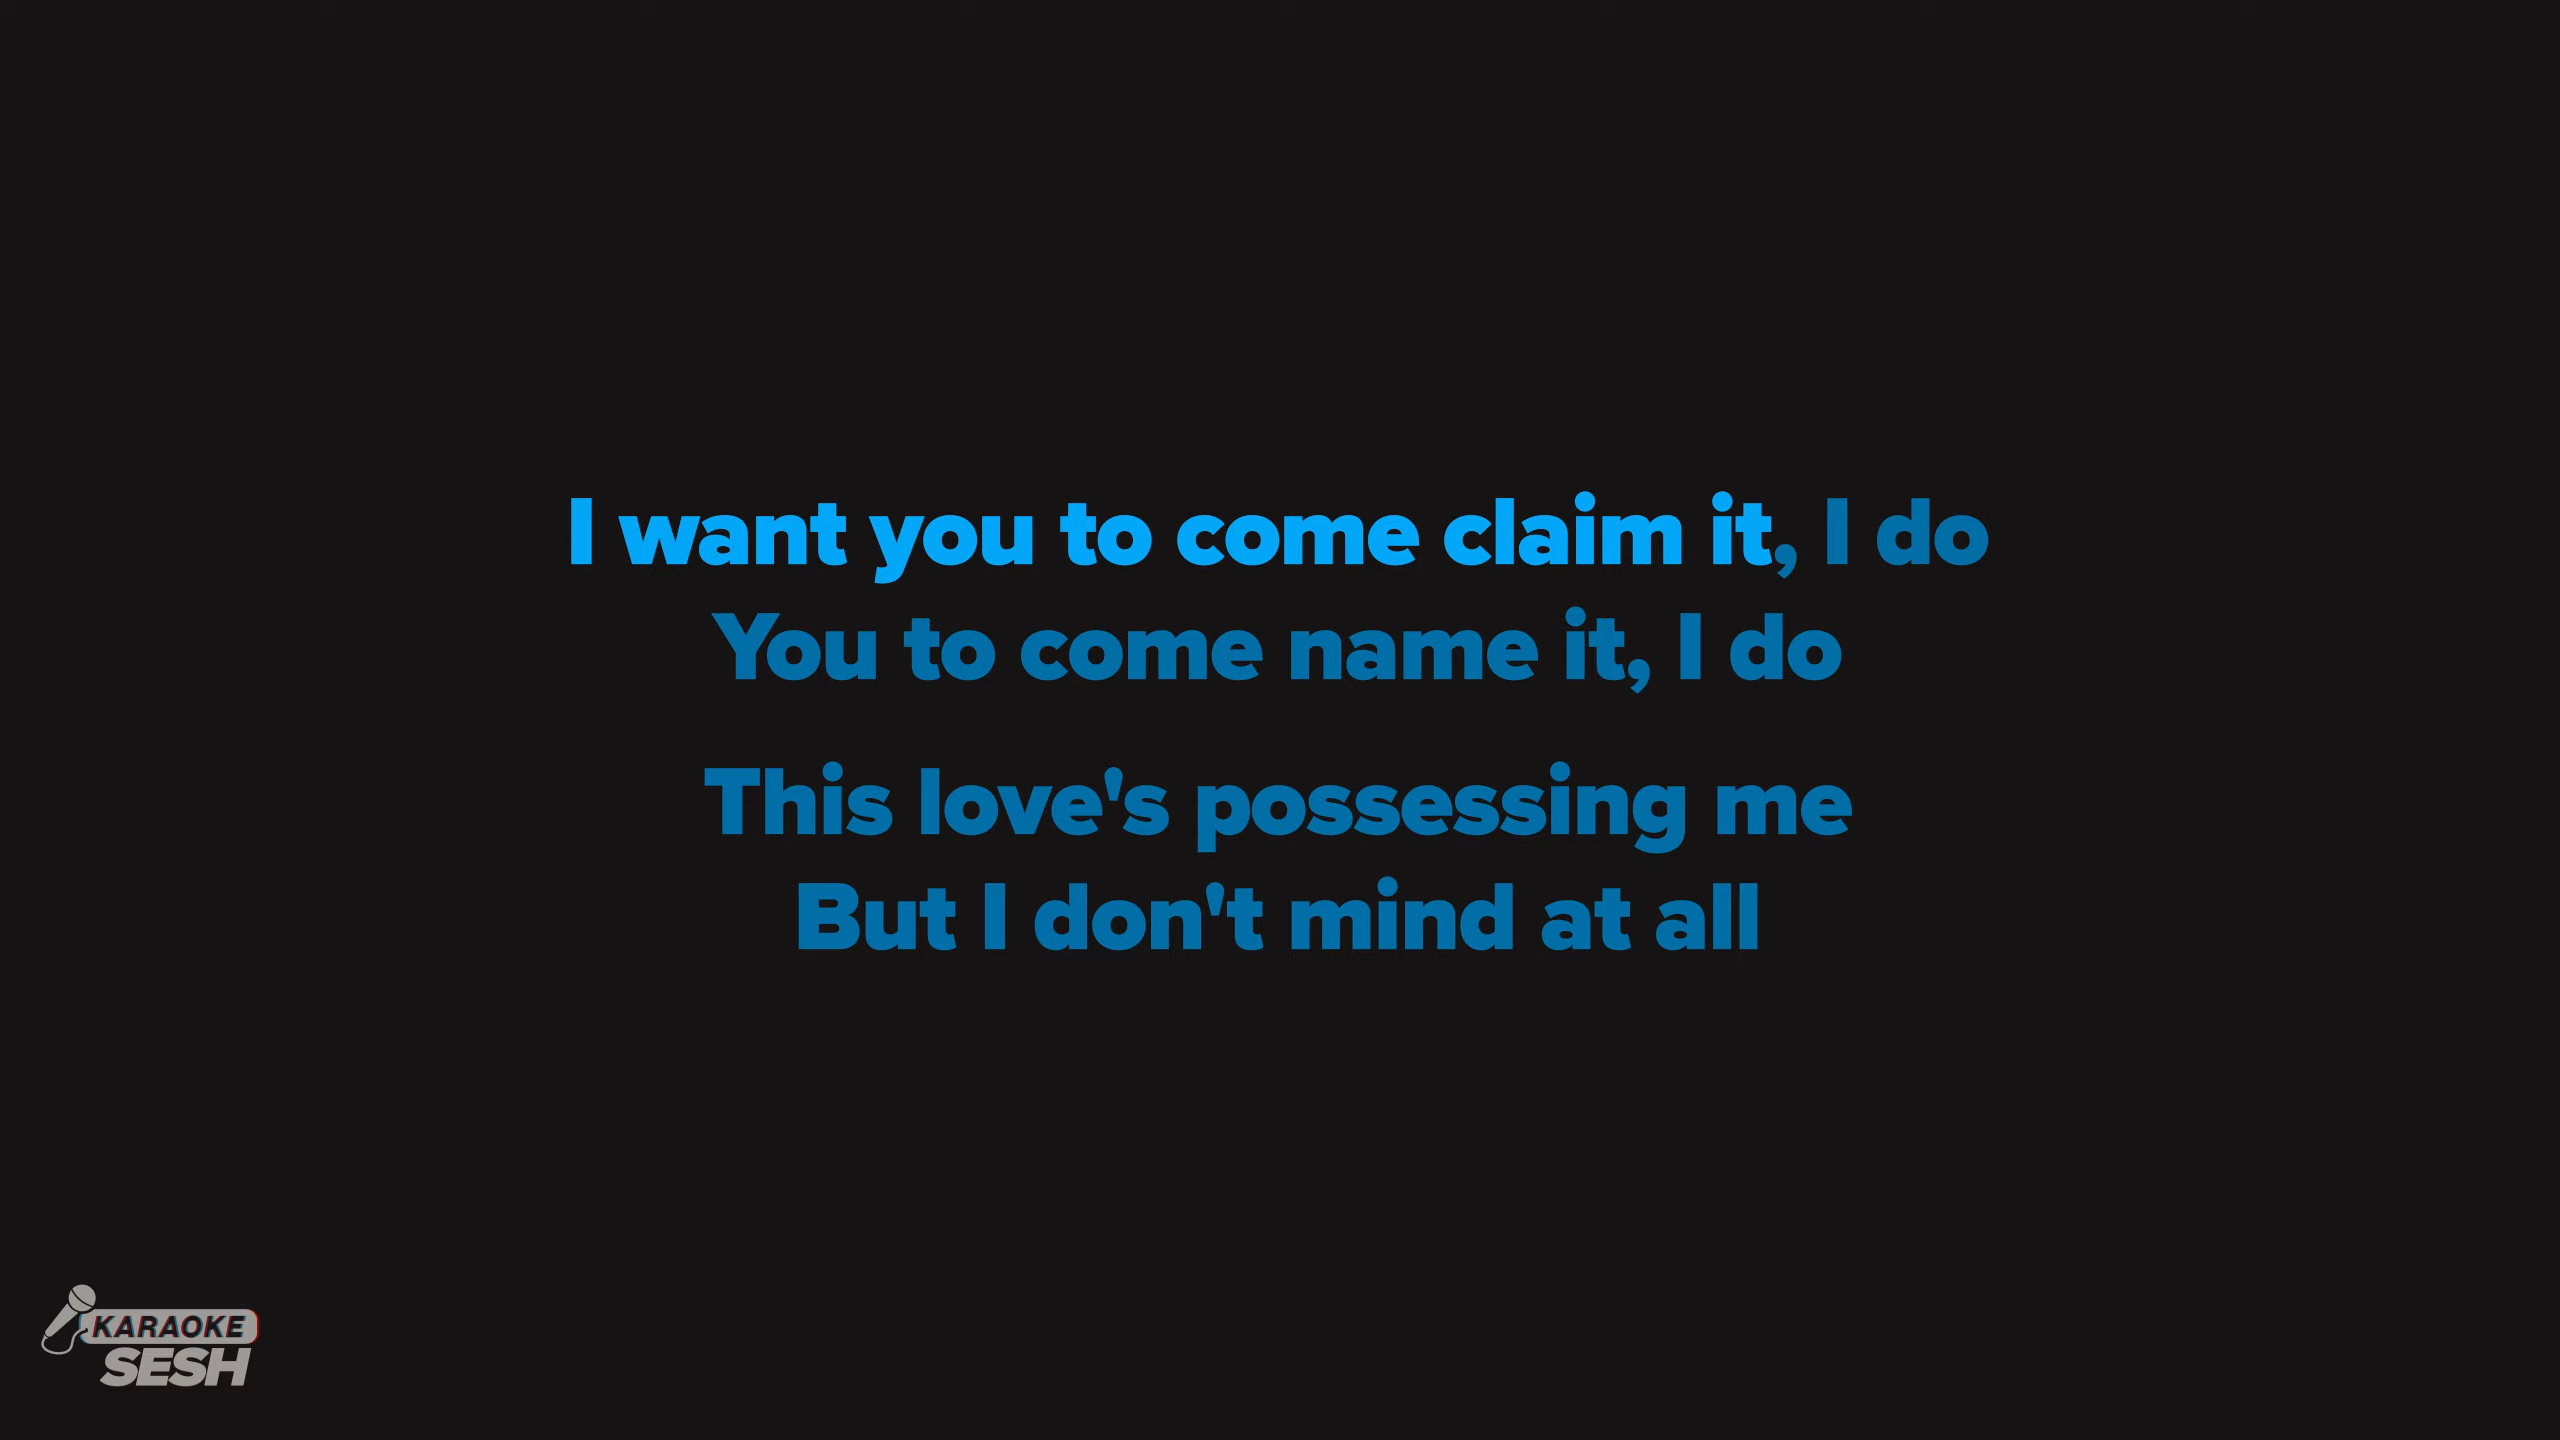 I want you to come claim it, I do
You to come name it, I do
This love's possessing me
But I don't mind at all
KARAOKE
SESH